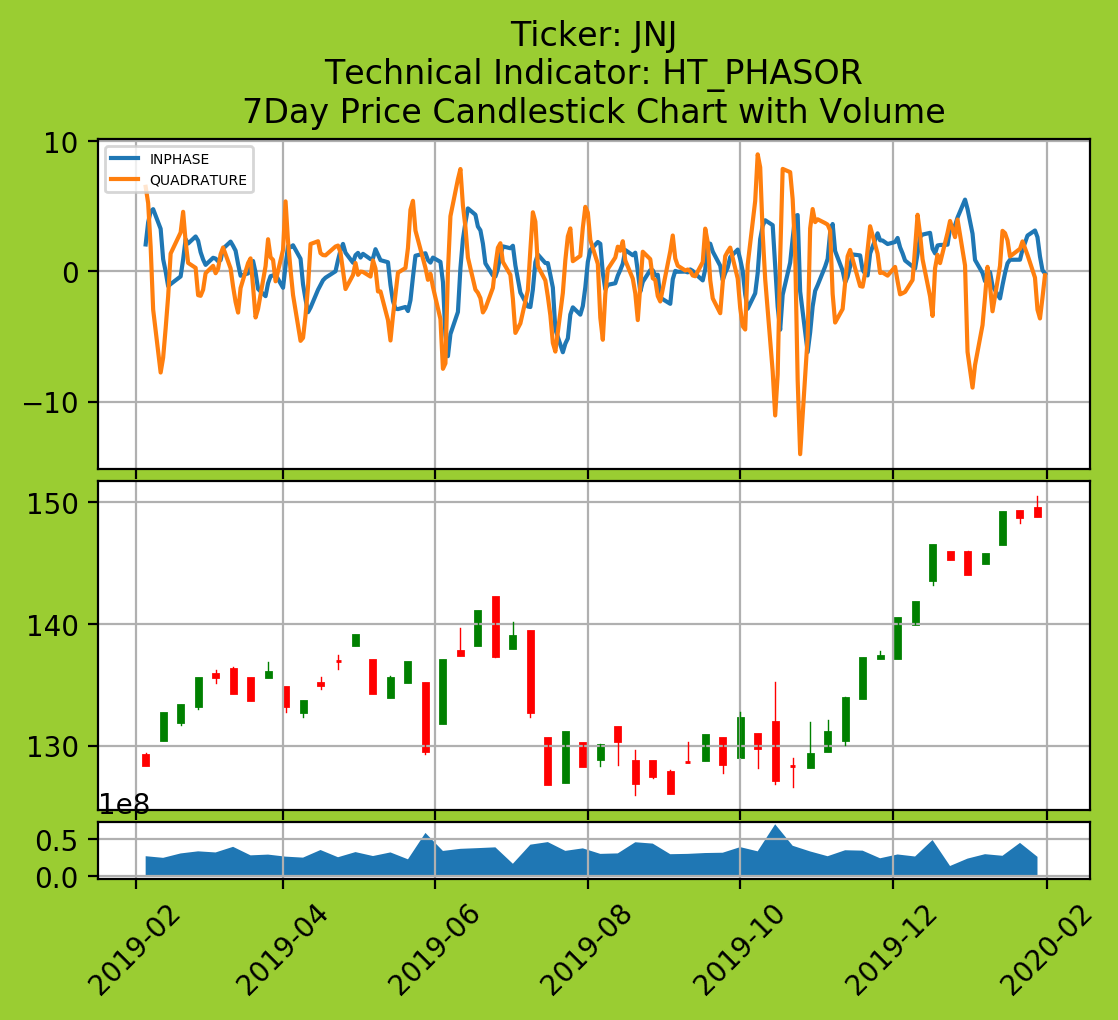 Ticker: JNJ
Technical Indicator: HT_PHASOR
7Day Price Candlestick Chart with Volume
10
INPHASE
QUADRATURE
0
−10
150
140
130
1e8
0.5
0.0
2019-02
2019-04
2019-06
2019-08
2019-10
2019-12
2020-02